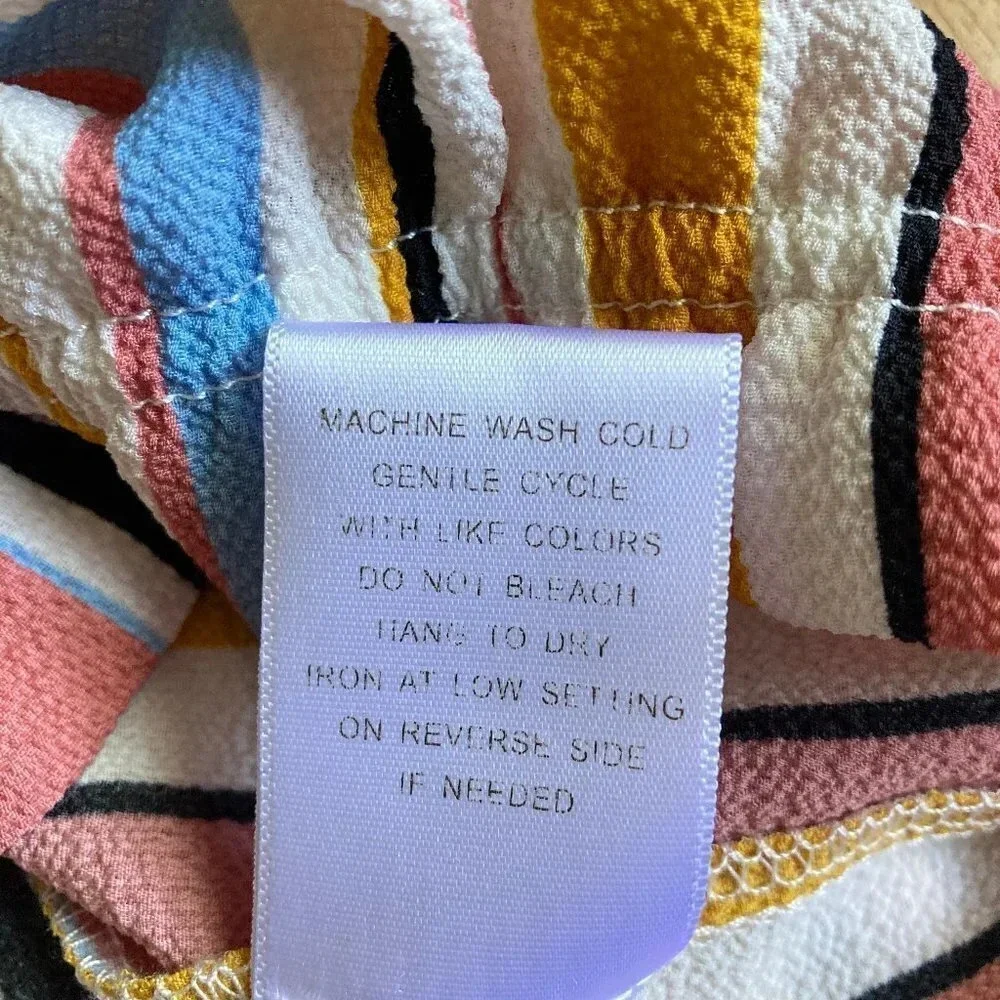 MACHINE WASH COLD
GENTLE CYCLE
WITH LIKE COLORS
DO NOT BLEACH
HANG TO DRY
IRON AT LOW SETTING
ON REVERSE SIDE
IF NEEDED